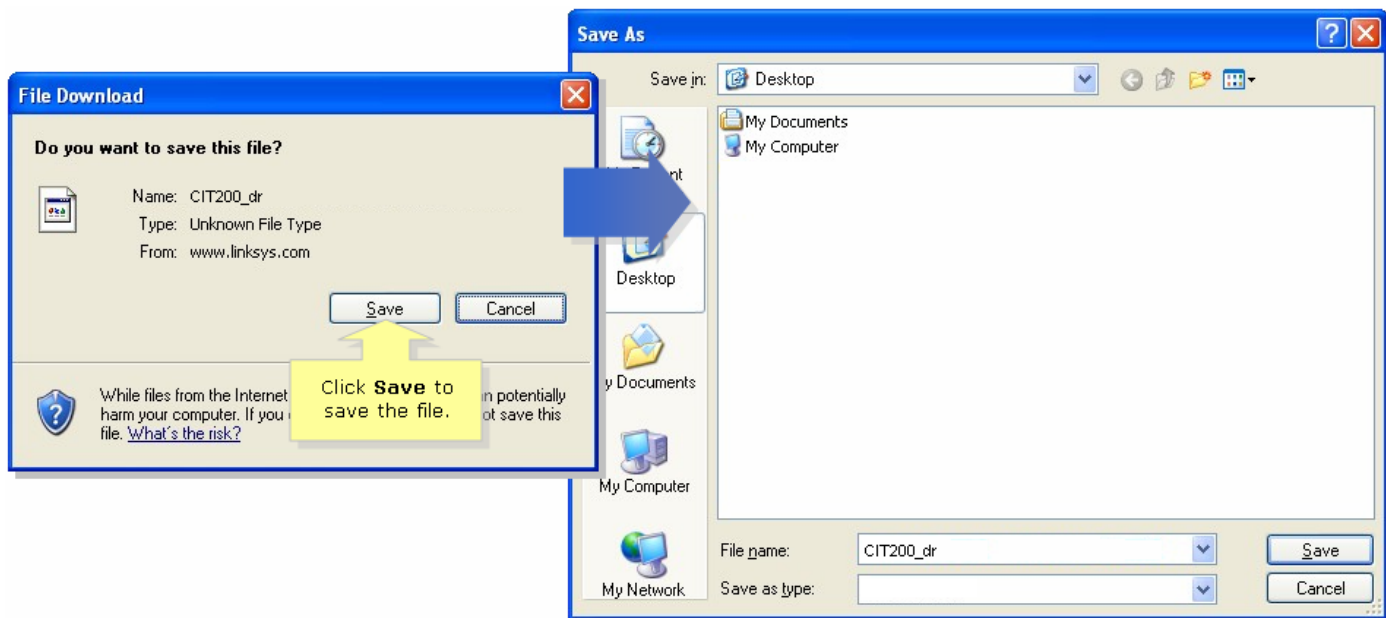 File Download
Do you want to save this file?
Name: CIT200_dr
Type: Unknown File Type
From: www.linksys.com
Save Cancel
Click Save to
save the file.
While files from the Internet potentially
harm your computer. If you ot save this
file. What's the risk?
Save As
Save in: Desktop
My Documents
My Computer
Desktop
y Documents
My Computer
My Network
File name: CIT200_dr Save
Save as type: Cancel